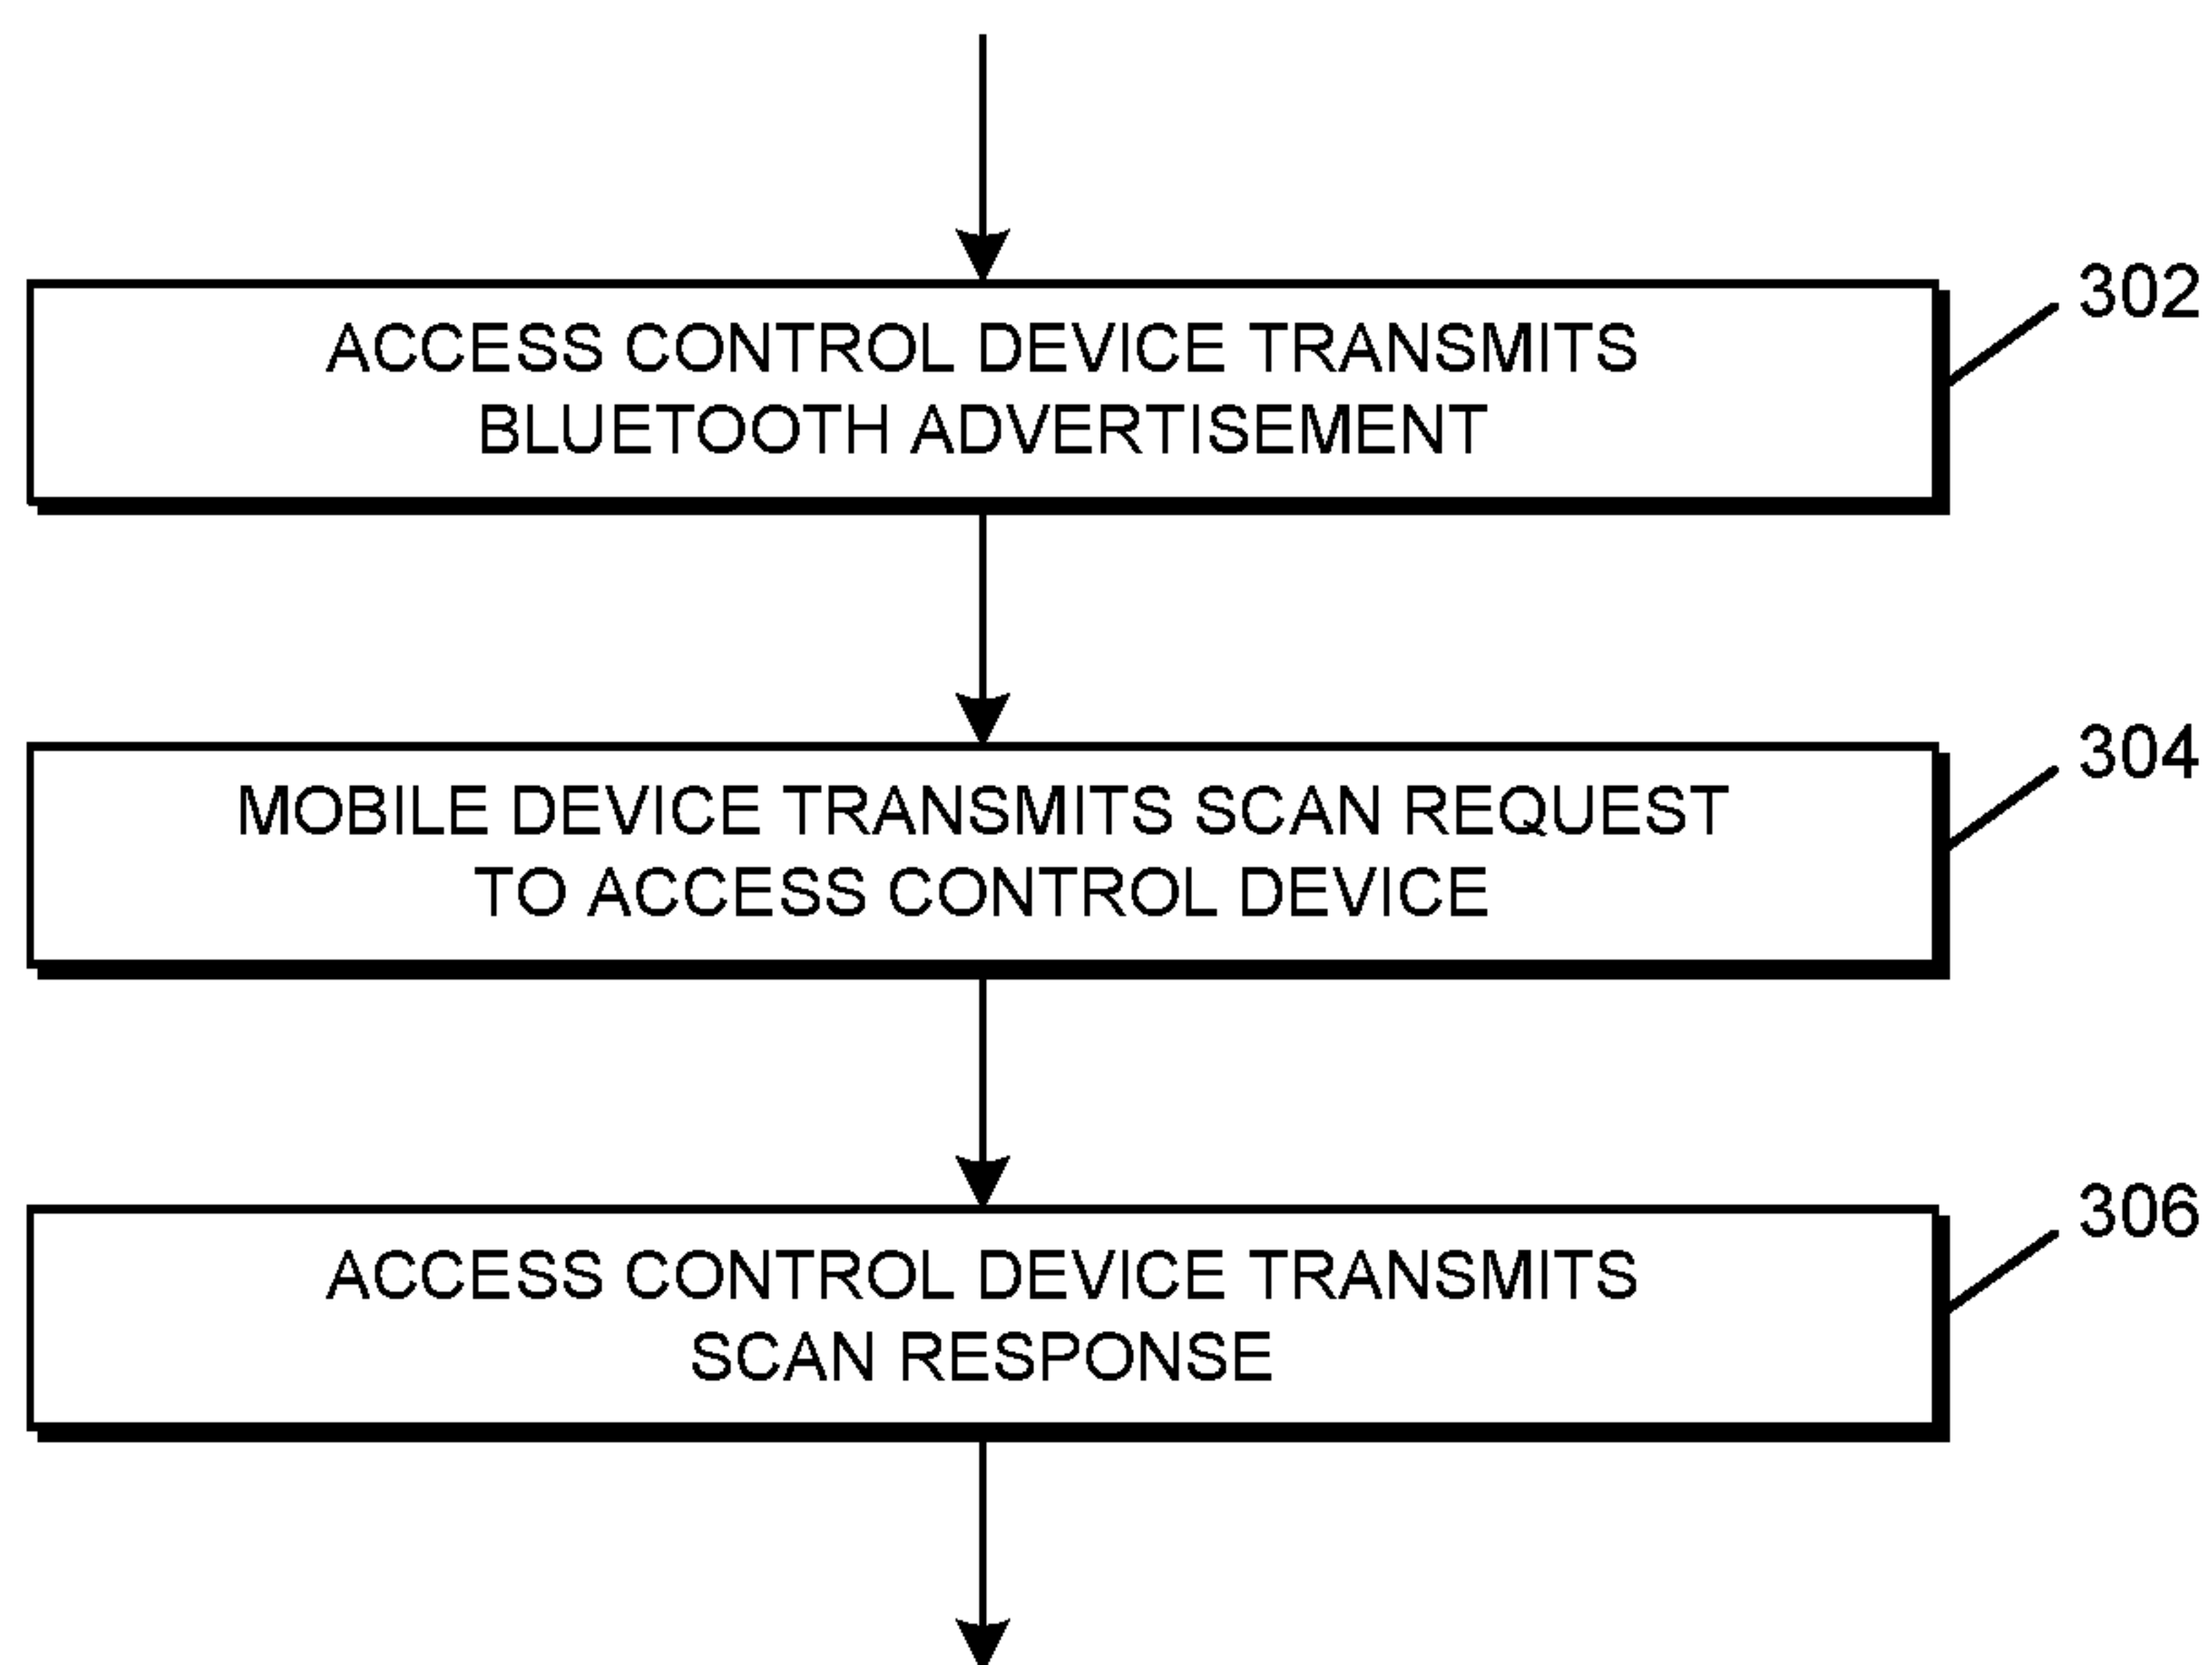 302
ACCESS CONTROL DEVICE TRANSMITS
BLUETOOTH ADVERTISEMENT
304
MOBILE DEVICE TRANSMITS SCAN REQUEST
TO ACCESS CONTROL DEVICE
306
ACCESS CONTROL DEVICE TRANSMITS
SCAN RESPONSE